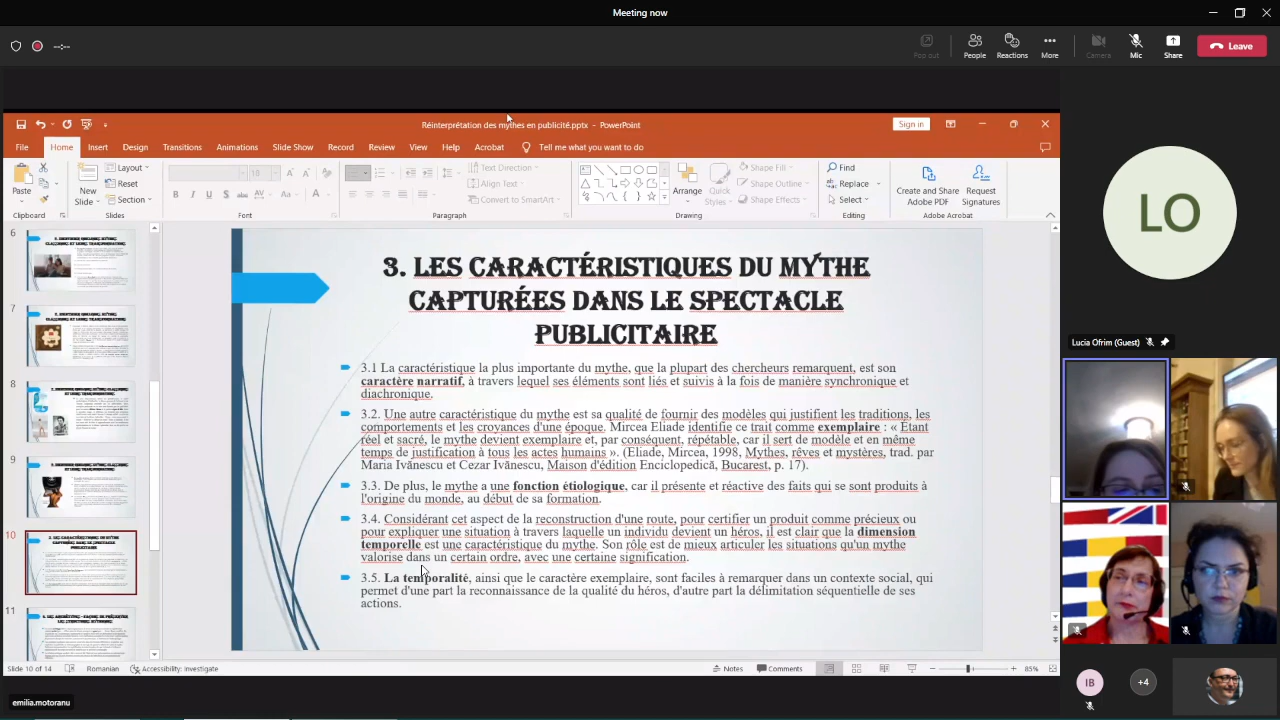 Meeting now
--:--
Pop out
People
Reactions
More
Camera
Mic
Share
Leave
Réinterprétation des mythes en publicité.pptx - PowerPoint
Sign in
File Home Insert Design Transitions Animations Slide Show Record Review View Help Acrobat Tell me what you want to do
Paste
New
Slide
Layout
Reset
Section
18
B I U S
Text Direction
Align Text
Convert to SmartArt
Arrange
Quick
Styles
Shape Fill
Shape Outline
Shape Effects
Find
Replace
Select
Create and Share
Adobe PDF
Request
Signatures
Clipboard Slides Font Paragraph Drawing Editing Adobe Acrobat
6
7
8
9
10
11
3. LES CARACTÉRISTIQUES DU MYTHE
CAPTURÉES DANS LE SPECTACLE
PUBLICITAIRE
3.1 La caractéristique la plus importante du mythe, que la plupart des chercheurs remarquent, est son
caractère narratif, à travers lequel ses éléments sont liés et suivis à la fois de manière synchronique et
diachronique.
3.2. Une autre caractéristique du mythe est sa qualité de fournir des modèles qui justifient les traditions, les
comportements et les croyances d'une époque. Mircea Eliade identifie ce trait comme exemplaire : « Étant
réel et sacré, le mythe devient exemplaire et, par conséquent, répétable, car il sert de modèle et en même
temps de justification à tous les actes humains ». (Eliade, Mircea, 1998, Mythes, rêves et mystères, trad. par
Maria Ivănescu et Cezar Ivănescu, Maison d'édition Enciclopedică, Bucarest, p. 17).
3.3. De plus, le mythe a une fonction étiologique, car il présente et réactive des faits qui se sont produits à
l'origine du monde, au début de sa formation.
3.4. Considérant cet aspect de la reconstruction d'une route, pour certifier un produit comme précieux ou
pour expliquer une situation à travers laquelle un individu devient un héros, il est clair que la dimension
temporelle est une caractéristique du mythe. Son rôle est de mieux articuler les situations qu'un mythe
valorise dans un certain ordre, avec une certaine signification.
3.5. La temporalité, ainsi que le caractère exemplaire, sont faciles à remarquer dans un contexte social, qui
permet d'une part la reconnaissance de la qualité du héros, d'autre part la délimitation séquentielle de ses
actions.
Slide 10 of 14
Romanian
Accessibility: Investigate
Notes
Comments
85%
emilia.motoranu
LO
Lucia Ofrim (Guest)
IB
+4